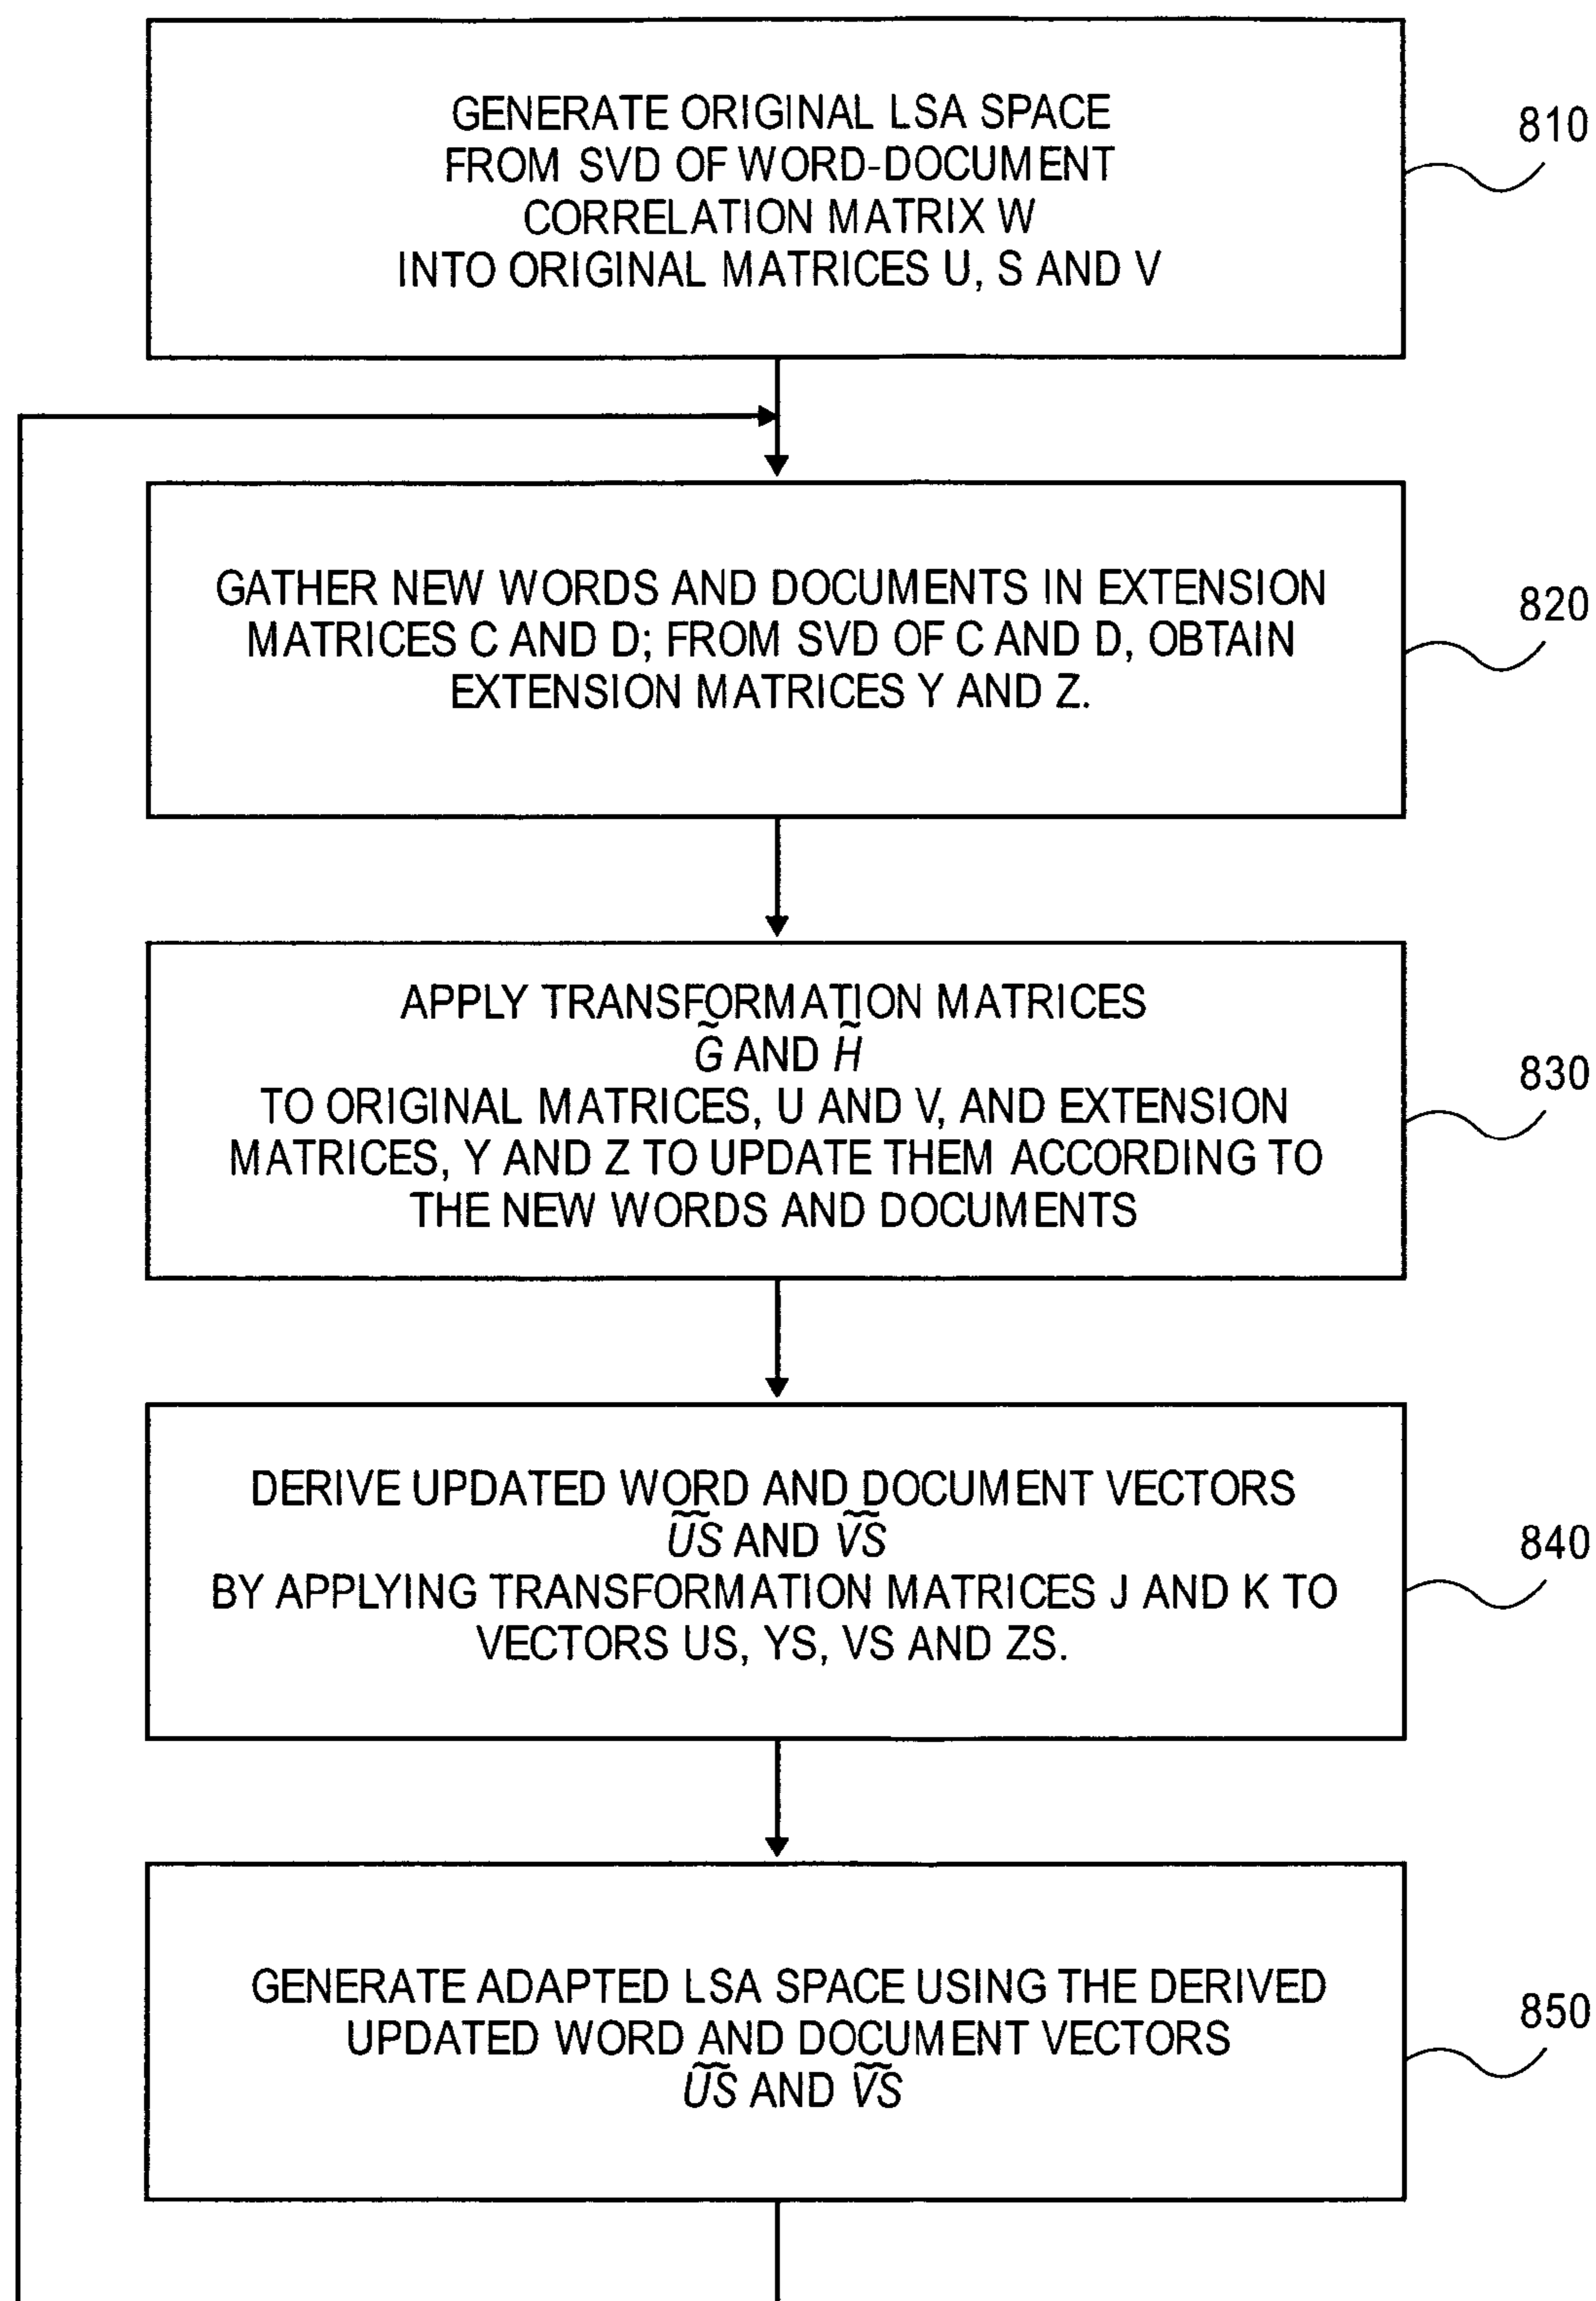 GENERATE ORIGINAL LSA SPACE
FROM SVD OF WORD-DOCUMENT
CORRELATION MATRIX W
INTO ORIGINAL MATRICES U, S AND V
810
GATHER NEW WORDS AND DOCUMENTS IN EXTENSION
MATRICES C AND D; FROM SVD OF C AND D, OBTAIN
EXTENSION MATRICES Y AND Z.
820
APPLY TRANSFORMATION MATRICES
G̃ AND H̃
TO ORIGINAL MATRICES, U AND V, AND EXTENSION
MATRICES, Y AND Z TO UPDATE THEM ACCORDING TO
THE NEW WORDS AND DOCUMENTS
830
DERIVE UPDATED WORD AND DOCUMENT VECTORS
ŨS̃ AND ṼS̃
BY APPLYING TRANSFORMATION MATRICES J AND K TO
VECTORS US, YS, VS AND ZS.
840
GENERATE ADAPTED LSA SPACE USING THE DERIVED
UPDATED WORD AND DOCUMENT VECTORS
ŨS̃ AND ṼS̃
850